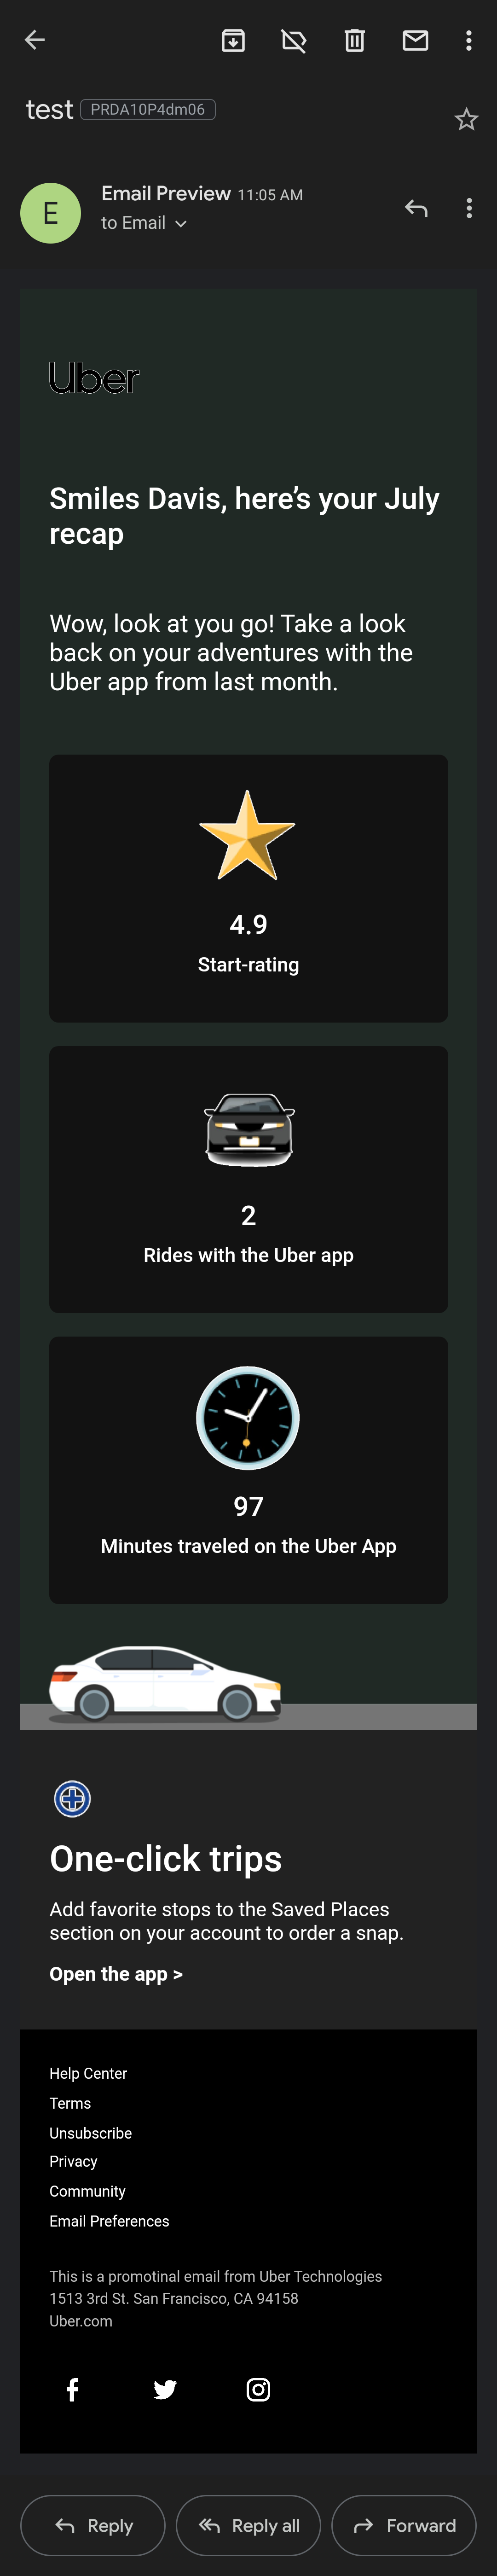 test PRDA10P4dm06
E
Email Preview 11:05 AM
to Email
Uber
Smiles Davis, here’s your July
recap
Wow, look at you go! Take a look
back on your adventures with the
Uber app from last month.
4.9
Start-rating
2
Rides with the Uber app
97
Minutes traveled on the Uber App
One-click trips
Add favorite stops to the Saved Places
section on your account to order a snap.
Open the app >
Help Center
Terms
Unsubscribe
Privacy
Community
Email Preferences
This is a promotinal email from Uber Technologies
1513 3rd St. San Francisco, CA 94158
Uber.com
Reply Reply all Forward